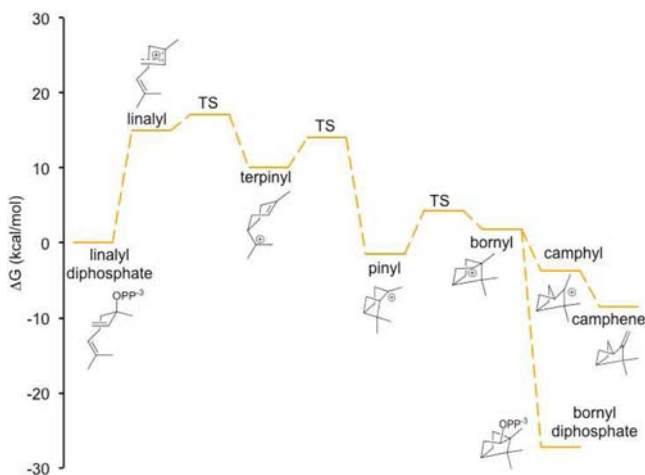 30
20
10
0
-10
-20
-30
ΔG (kcal/mol)
linalyl
diphosphate
OPP-3
linalyl
TS
terpinyl
TS
pinyl
TS
bornyl
camphyl
camphene
OPP-3
bornyl
diphosphate